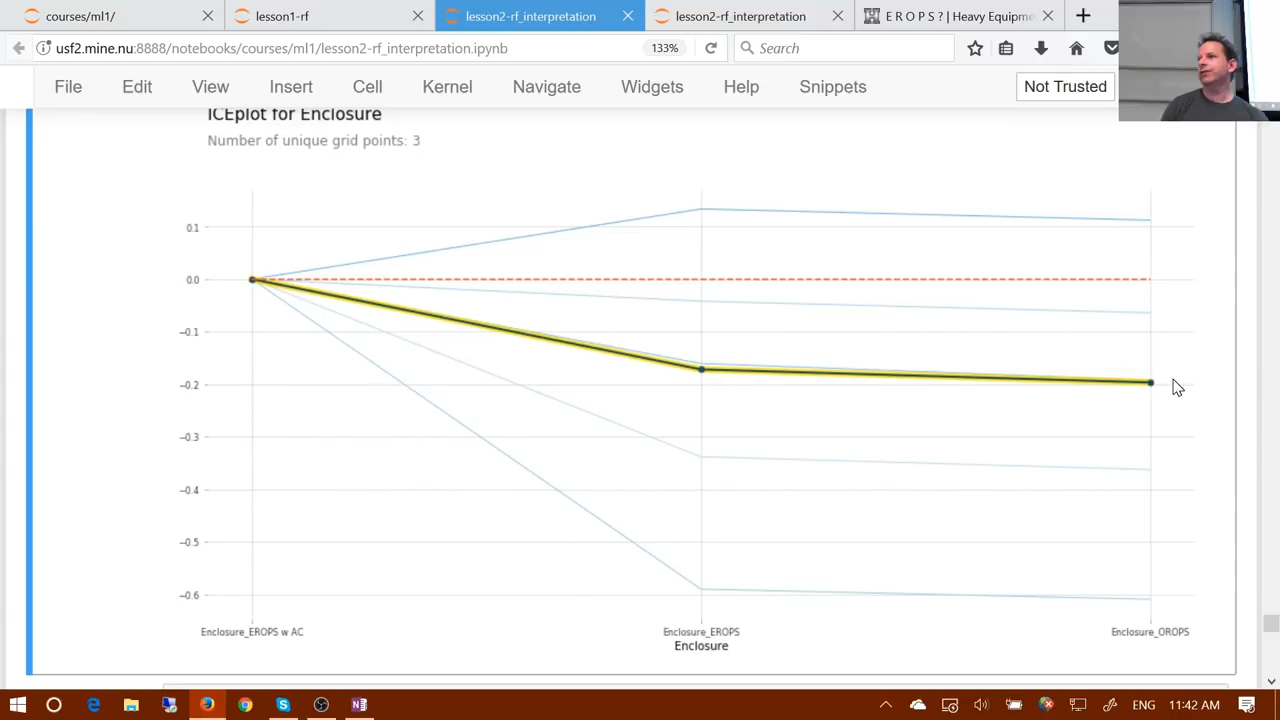 courses/ml1/
lesson1-rf
lesson2-rf_interpretation
lesson2-rf_interpretation
E R O P S ? | Heavy Equipme
usf2.mine.nu:8888/notebooks/courses/ml1/lesson2-rf_interpretation.ipynb
133%
Search
File
Edit
View
Insert
Cell
Kernel
Navigate
Widgets
Help
Snippets
Not Trusted
ICEplot for Enclosure
Number of unique grid points: 3
0.1
0.0
−0.1
−0.2
−0.3
−0.4
−0.5
−0.6
Enclosure_EROPS w AC
Enclosure_EROPS
Enclosure_OROPS
Enclosure
ENG
11:42 AM